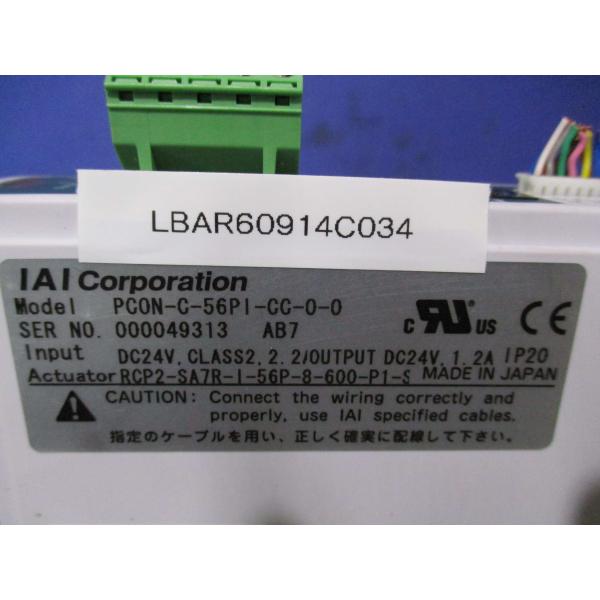 LBAR60914C034
IAI Corporation
Model PCON-C-56PI-CC-0-0
SER NO. 000049313 AB7
C RU US CE
Input DC24V, CLASS2, 2.2/OUTPUT DC24V, 1.2A IP20
Actuator RCP2-SA7R-I-56P-8-600-P1-S MADE IN JAPAN
CAUTION: Connect the wiring correctly and
properly, use IAI specified cables.
指定のケーブルを用い、正しく確実に配線して下さい。